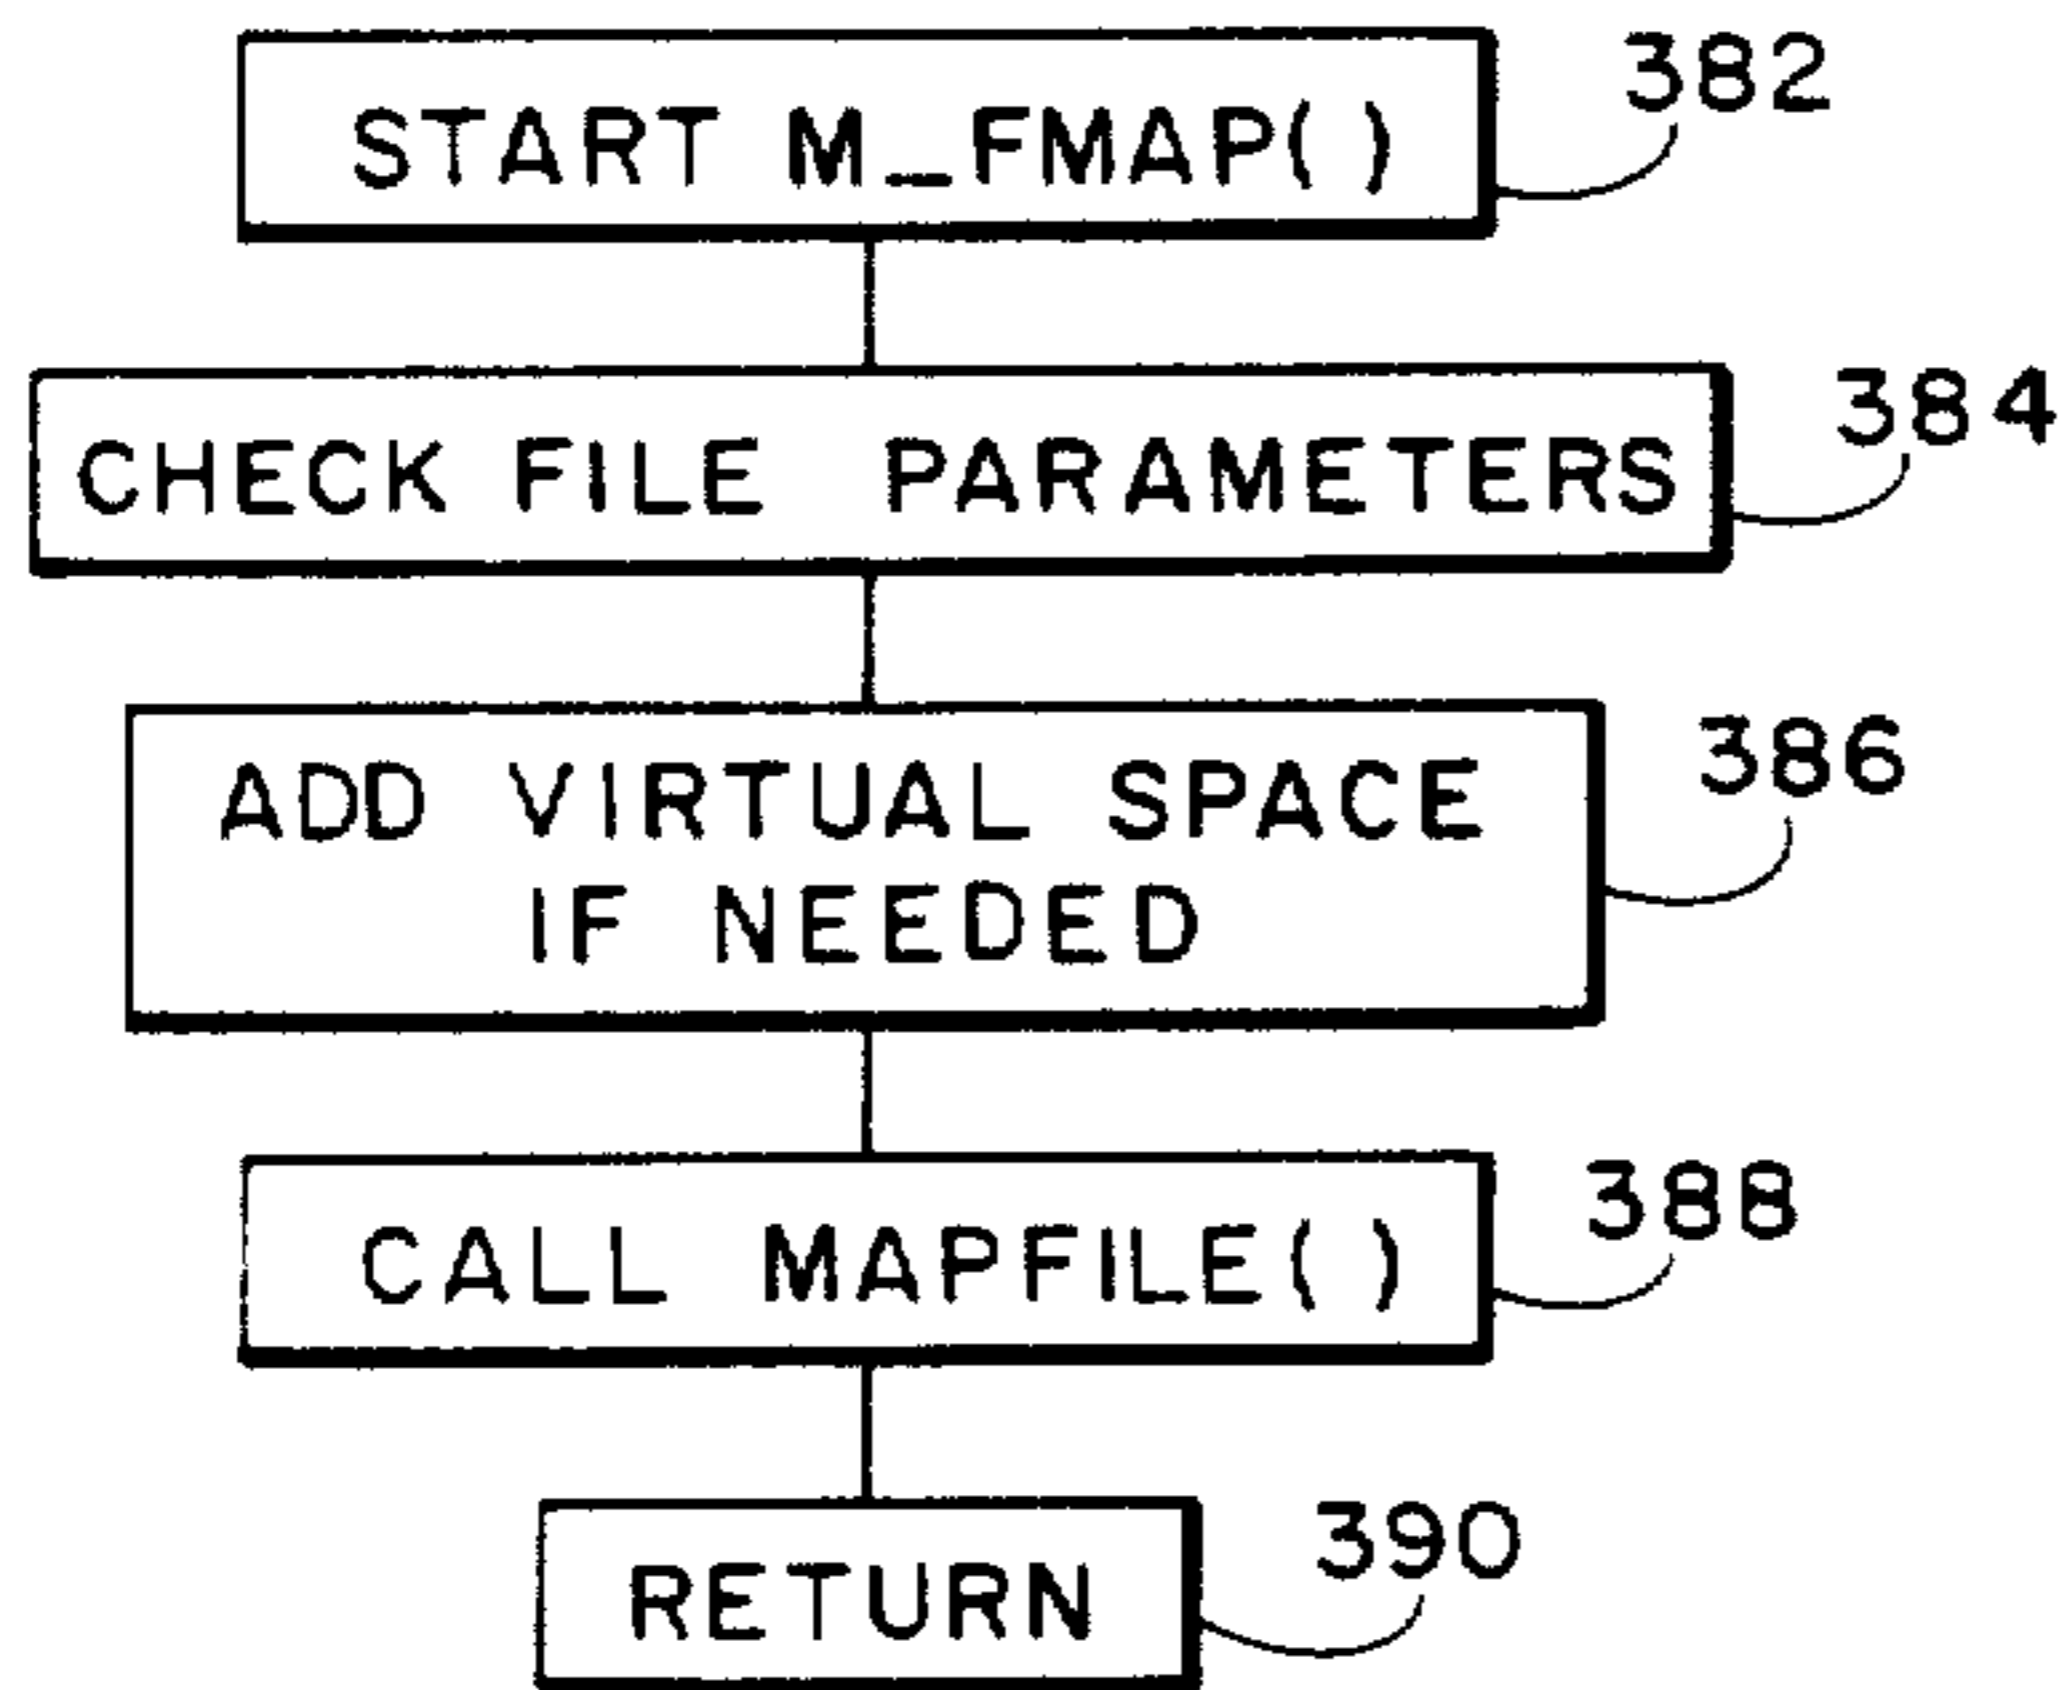 START M_FMAP()
382
CHECK FILE PARAMETERS
384
ADD VIRTUAL SPACE
IF NEEDED
386
CALL MAPFILE()
388
RETURN
390